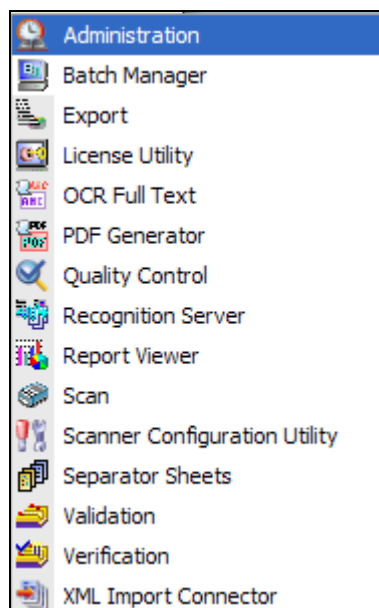 Administration
Batch Manager
Export
License Utility
OCR Full Text
PDF Generator
Quality Control
Recognition Server
Report Viewer
Scan
Scanner Configuration Utility
Separator Sheets
Validation
Verification
XML Import Connector